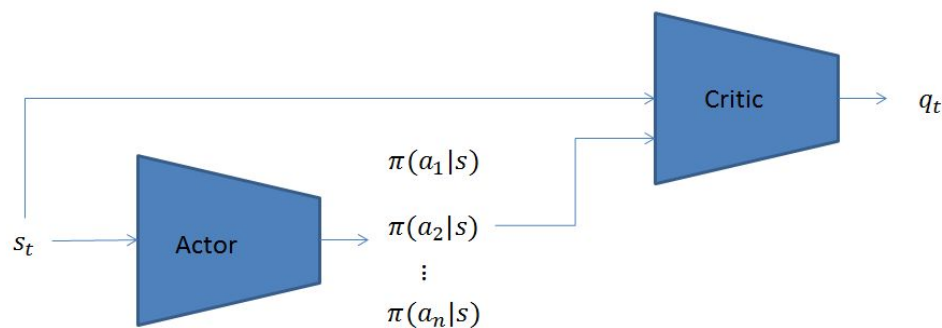 Critic
q_t
π(a_1|s)
s_t
Actor
π(a_2|s)
⋮
π(a_n|s)